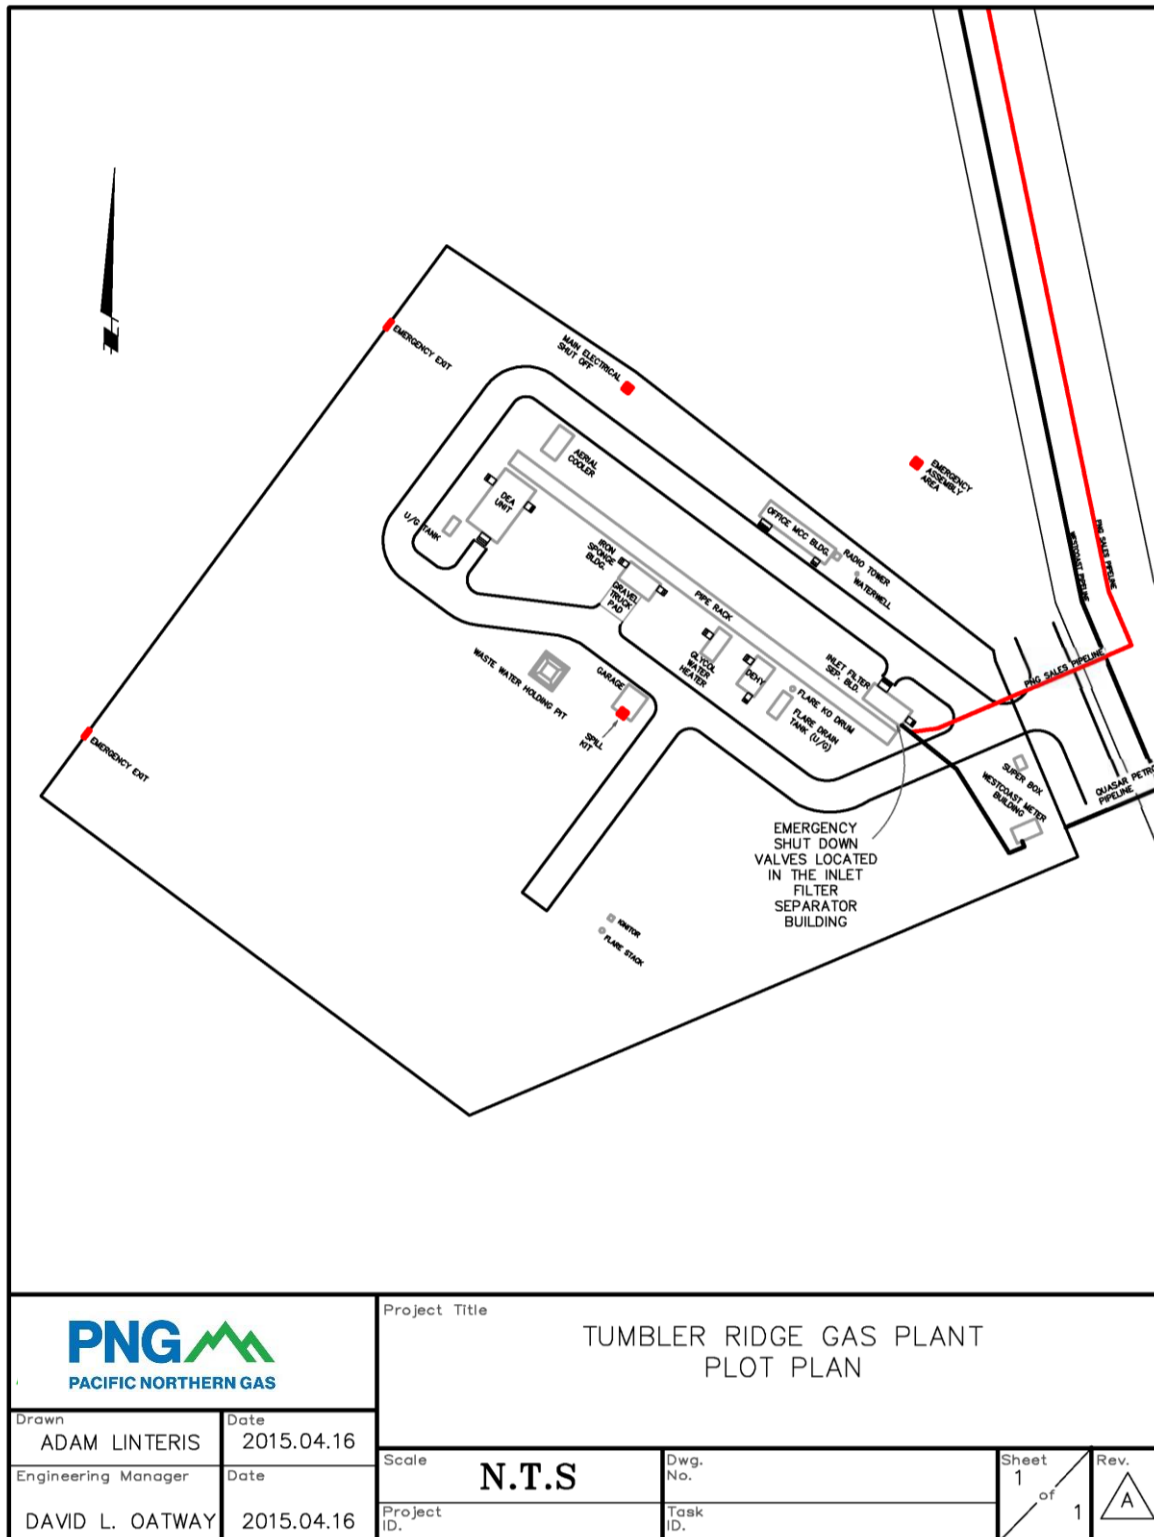 EMERGENCY EXIT
MAIN ELECTRICAL
SHUT OFF
EMERGENCY
ASSEMBLY
AREA
AERIAL
COOLER
DEA
UNIT
U/G TANK
IRON
SPONGE
BLDG.
GRAVEL
TRUCK
PAD
OFFICE MCC BLDG.
RADIO TOWER
WATERWELL
PIPE RACK
WESTCOAST PIPELINE
PNG SALES PIPELINE
PNG SALES PIPELINE
GLYCOL
WATER
HEATER
DEHY
INLET FILTER
SEP. BLD.
FLARE KO DRUM
FLARE DRAIN
TANK (U/G)
WASTE WATER HOLDING PIT
GARAGE
SPILL
KIT
EMERGENCY EXIT
SUPER BOX
WESTCOAST METER
BUILDING
QUASAR PETRO
PIPELINE
EMERGENCY
SHUT DOWN
VALVES LOCATED
IN THE INLET
FILTER
SEPARATOR
BUILDING
IGNITOR
FLARE STACK
N
PNG
PACIFIC NORTHERN GAS
Project Title
TUMBLER RIDGE GAS PLANT
PLOT PLAN
Drawn
ADAM LINTERIS
Date
2015.04.16
Engineering Manager
DAVID L. OATWAY
Date
2015.04.16
Scale
N.T.S
Dwg.
No.
Project
ID.
Task
ID.
Sheet
1
of
1
Rev.
A